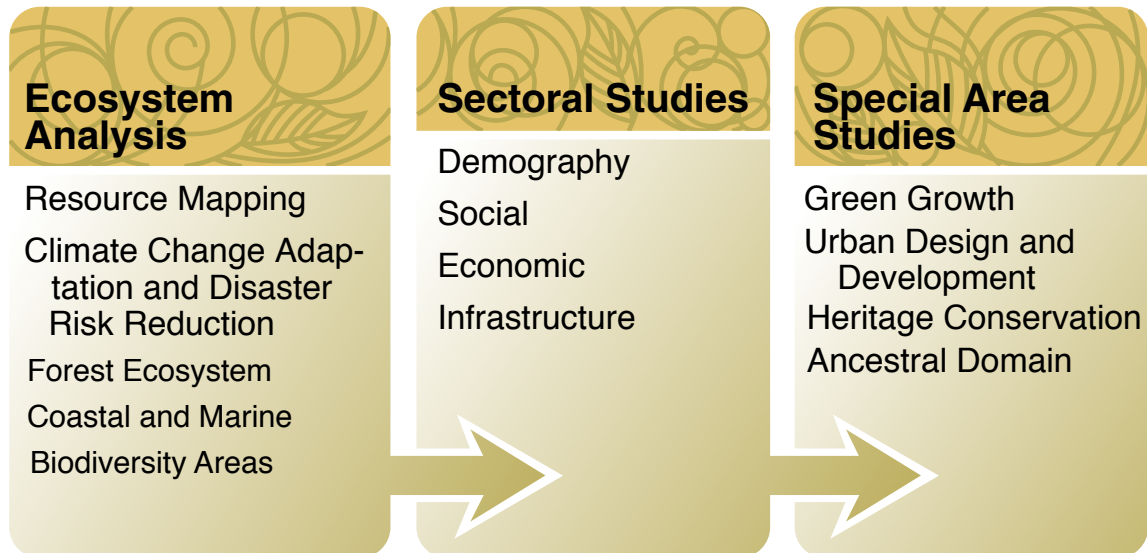 Ecosystem
Analysis
Resource Mapping
Climate Change Adap-
tation and Disaster
Risk Reduction
Forest Ecosystem
Coastal and Marine
Biodiversity Areas
Sectoral Studies
Demography
Social
Economic
Infrastructure
Special Area
Studies
Green Growth
Urban Design and
Development
Heritage Conservation
Ancestral Domain